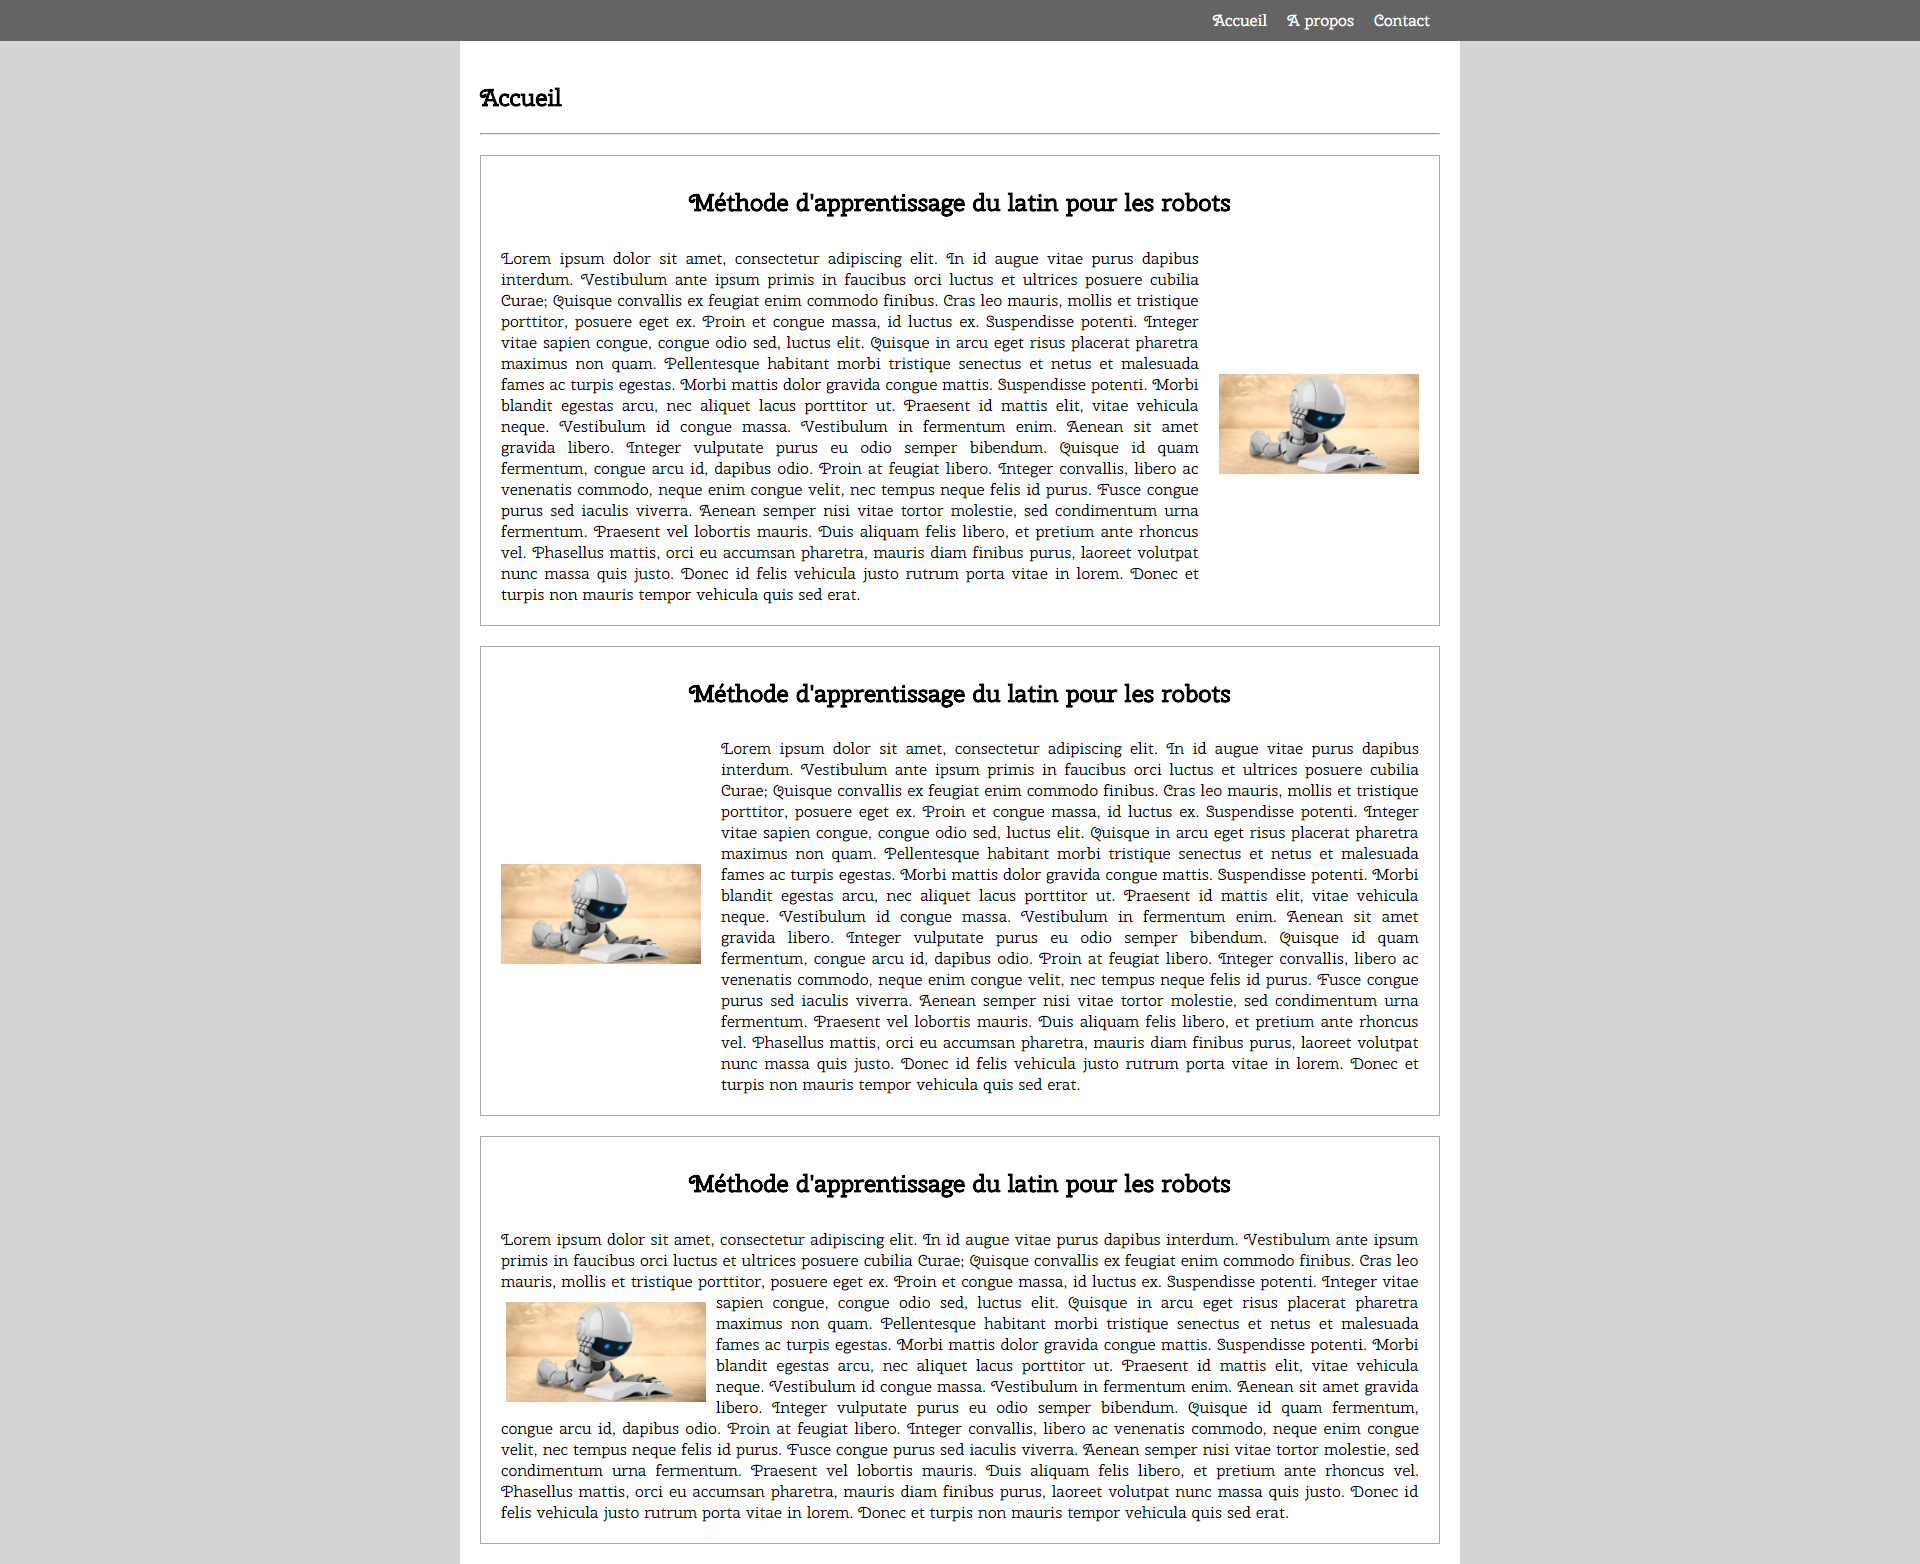 Accueil A propos Contact
Accueil
Méthode d'apprentissage du latin pour les robots
Lorem ipsum dolor sit amet, consectetur adipiscing elit. In id augue vitae purus dapibus
interdum. Vestibulum ante ipsum primis in faucibus orci luctus et ultrices posuere cubilia
Curae; Quisque convallis ex feugiat enim commodo finibus. Cras leo mauris, mollis et tristique
porttitor, posuere eget ex. Proin et congue massa, id luctus ex. Suspendisse potenti. Integer
vitae sapien congue, congue odio sed, luctus elit. Quisque in arcu eget risus placerat pharetra
maximus non quam. Pellentesque habitant morbi tristique senectus et netus et malesuada
fames ac turpis egestas. Morbi mattis dolor gravida congue mattis. Suspendisse potenti. Morbi
blandit egestas arcu, nec aliquet lacus porttitor ut. Praesent id mattis elit, vitae vehicula
neque. Vestibulum id congue massa. Vestibulum in fermentum enim. Aenean sit amet
gravida libero. Integer vulputate purus eu odio semper bibendum. Quisque id quam
fermentum, congue arcu id, dapibus odio. Proin at feugiat libero. Integer convallis, libero ac
venenatis commodo, neque enim congue velit, nec tempus neque felis id purus. Fusce congue
purus sed iaculis viverra. Aenean semper nisi vitae tortor molestie, sed condimentum urna
fermentum. Praesent vel lobortis mauris. Duis aliquam felis libero, et pretium ante rhoncus
vel. Phasellus mattis, orci eu accumsan pharetra, mauris diam finibus purus, laoreet volutpat
nunc massa quis justo. Donec id felis vehicula justo rutrum porta vitae in lorem. Donec et
turpis non mauris tempor vehicula quis sed erat.
Méthode d'apprentissage du latin pour les robots
Lorem ipsum dolor sit amet, consectetur adipiscing elit. In id augue vitae purus dapibus
interdum. Vestibulum ante ipsum primis in faucibus orci luctus et ultrices posuere cubilia
Curae; Quisque convallis ex feugiat enim commodo finibus. Cras leo mauris, mollis et tristique
porttitor, posuere eget ex. Proin et congue massa, id luctus ex. Suspendisse potenti. Integer
vitae sapien congue, congue odio sed, luctus elit. Quisque in arcu eget risus placerat pharetra
maximus non quam. Pellentesque habitant morbi tristique senectus et netus et malesuada
fames ac turpis egestas. Morbi mattis dolor gravida congue mattis. Suspendisse potenti. Morbi
blandit egestas arcu, nec aliquet lacus porttitor ut. Praesent id mattis elit, vitae vehicula
neque. Vestibulum id congue massa. Vestibulum in fermentum enim. Aenean sit amet
gravida libero. Integer vulputate purus eu odio semper bibendum. Quisque id quam
fermentum, congue arcu id, dapibus odio. Proin at feugiat libero. Integer convallis, libero ac
venenatis commodo, neque enim congue velit, nec tempus neque felis id purus. Fusce congue
purus sed iaculis viverra. Aenean semper nisi vitae tortor molestie, sed condimentum urna
fermentum. Praesent vel lobortis mauris. Duis aliquam felis libero, et pretium ante rhoncus
vel. Phasellus mattis, orci eu accumsan pharetra, mauris diam finibus purus, laoreet volutpat
nunc massa quis justo. Donec id felis vehicula justo rutrum porta vitae in lorem. Donec et
turpis non mauris tempor vehicula quis sed erat.
Méthode d'apprentissage du latin pour les robots
Lorem ipsum dolor sit amet, consectetur adipiscing elit. In id augue vitae purus dapibus interdum. Vestibulum ante ipsum
primis in faucibus orci luctus et ultrices posuere cubilia Curae; Quisque convallis ex feugiat enim commodo finibus. Cras leo
mauris, mollis et tristique porttitor, posuere eget ex. Proin et congue massa, id luctus ex. Suspendisse potenti. Integer vitae
sapien congue, congue odio sed, luctus elit. Quisque in arcu eget risus placerat pharetra
maximus non quam. Pellentesque habitant morbi tristique senectus et netus et malesuada
fames ac turpis egestas. Morbi mattis dolor gravida congue mattis. Suspendisse potenti. Morbi
blandit egestas arcu, nec aliquet lacus porttitor ut. Praesent id mattis elit, vitae vehicula
neque. Vestibulum id congue massa. Vestibulum in fermentum enim. Aenean sit amet gravida
libero. Integer vulputate purus eu odio semper bibendum. Quisque id quam fermentum,
congue arcu id, dapibus odio. Proin at feugiat libero. Integer convallis, libero ac venenatis commodo, neque enim congue
velit, nec tempus neque felis id purus. Fusce congue purus sed iaculis viverra. Aenean semper nisi vitae tortor molestie, sed
condimentum urna fermentum. Praesent vel lobortis mauris. Duis aliquam felis libero, et pretium ante rhoncus vel.
Phasellus mattis, orci eu accumsan pharetra, mauris diam finibus purus, laoreet volutpat nunc massa quis justo. Donec id
felis vehicula justo rutrum porta vitae in lorem. Donec et turpis non mauris tempor vehicula quis sed erat.